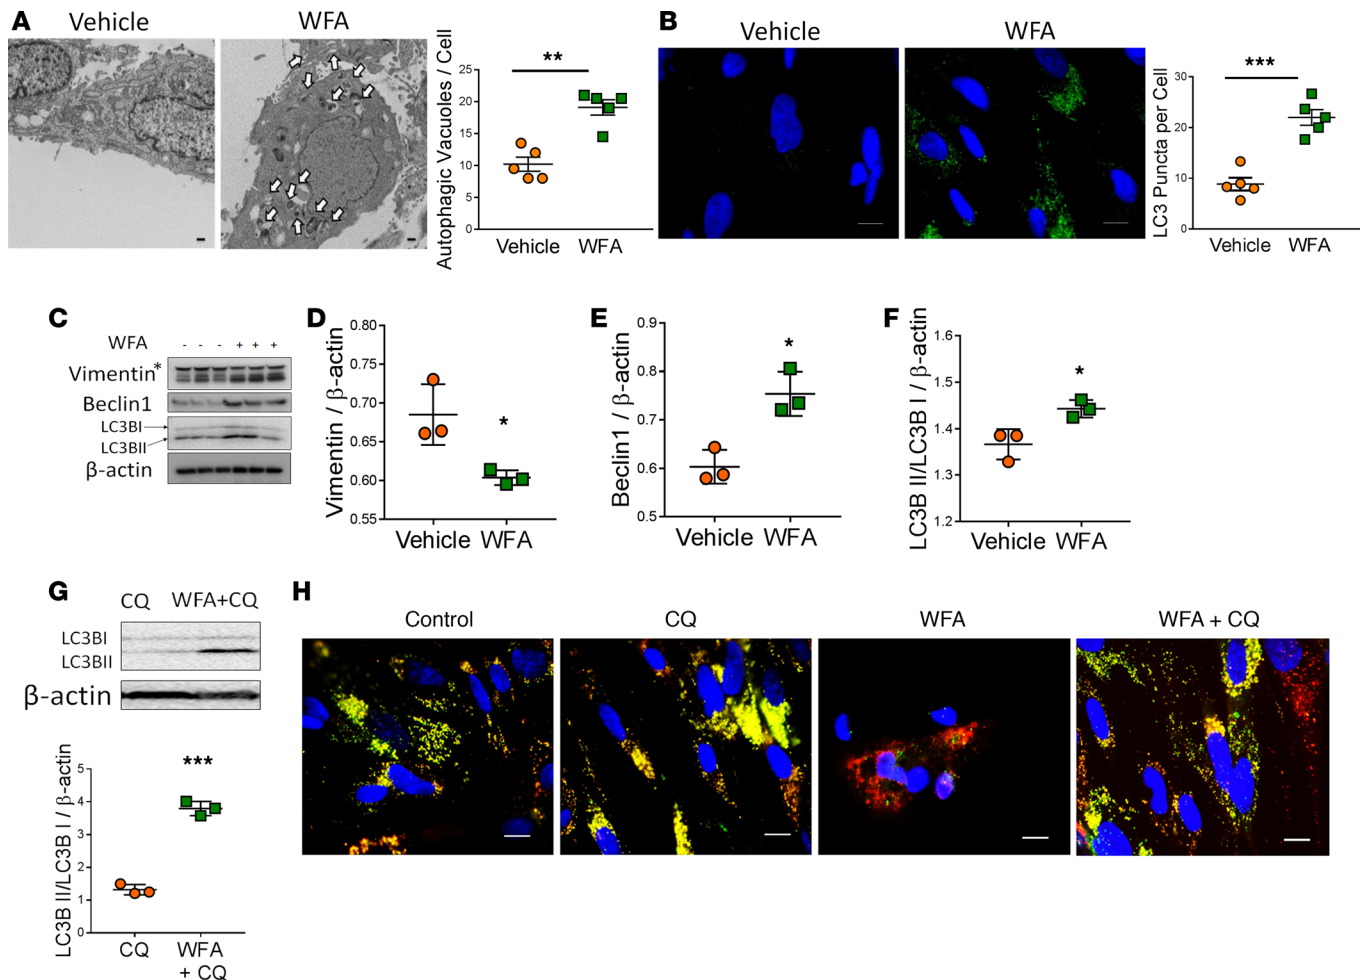 A
Vehicle
WFA
Autophagic Vacuoles / Cell
25
20
15
10
5
0
**
Vehicle
WFA
B
Vehicle
WFA
LC3 Puncta per Cell
30
20
10
0
***
Vehicle
WFA
C
WFA - - - + + +
Vimentin*
Beclin1
LC3BI
LC3BII
β-actin
D
Vimentin / β-actin
0.80
0.75
0.70
0.65
0.60
0.55
*
Vehicle
WFA
E
Beclin1 / β-actin
0.9
0.8
0.7
0.6
0.5
*
Vehicle
WFA
F
LC3B II/LC3B I / β-actin
1.6
1.5
1.4
1.3
1.2
*
Vehicle
WFA
G
CQ WFA+CQ
LC3BI
LC3BII
β-actin
LC3B II/LC3B I / β-actin
5
4
3
2
1
0
***
CQ
WFA
+ CQ
H
Control
CQ
WFA
WFA + CQ